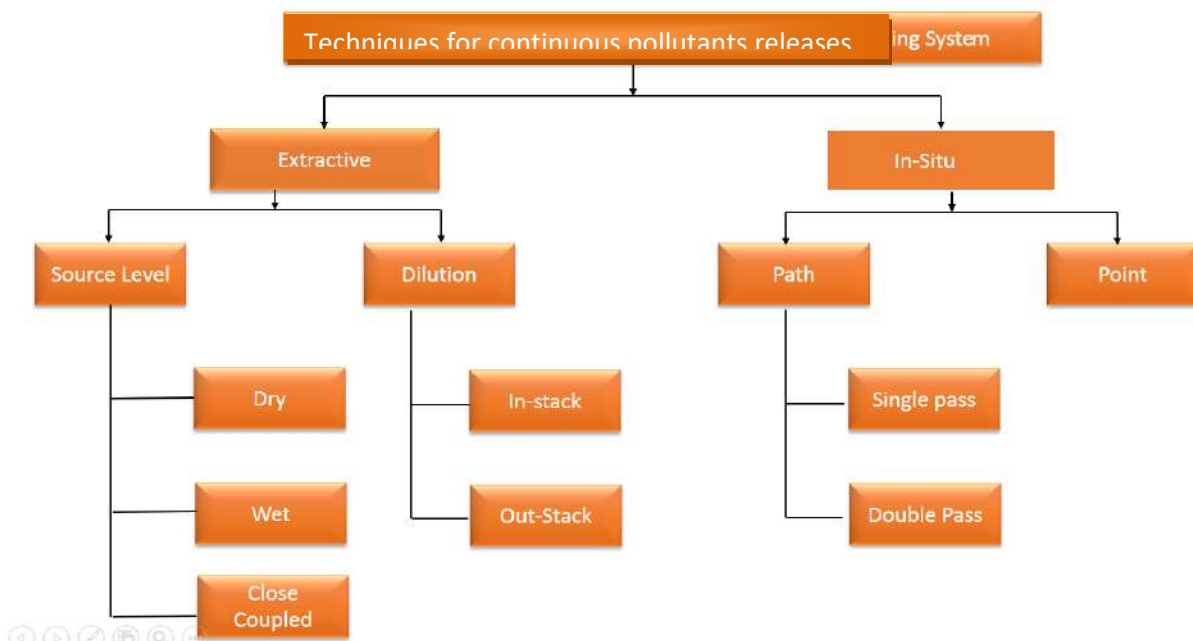 Techniques for continuous pollutants releases
ing System
Extractive
In-Situ
Source Level
Dilution
Path
Point
Dry
In-stack
Single pass
Wet
Out-Stack
Double Pass
Close
Coupled